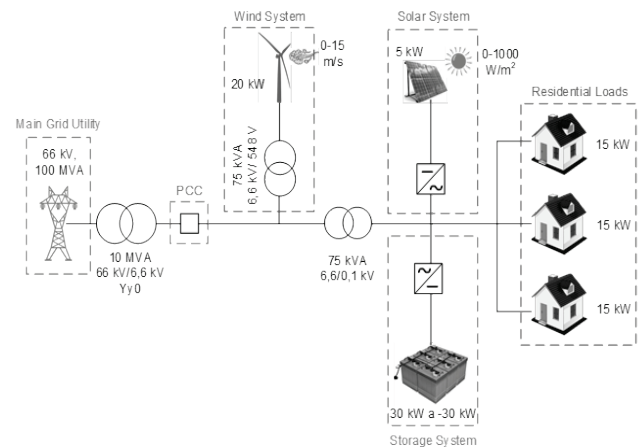 Wind System
Solar System
0-15
m/s
5 kW
0-1000
W/m²
20 kW
Residential Loads
Main Grid Utility
66 kV,
100 MVA
75 kVA
6,6 kV/ 548 V
15 kW
PCC
15 kW
10 MVA
66 kV/6,6 kV
Yy0
75 kVA
6,6/0,1 kV
15 kW
30 kW a -30 kW
Storage System